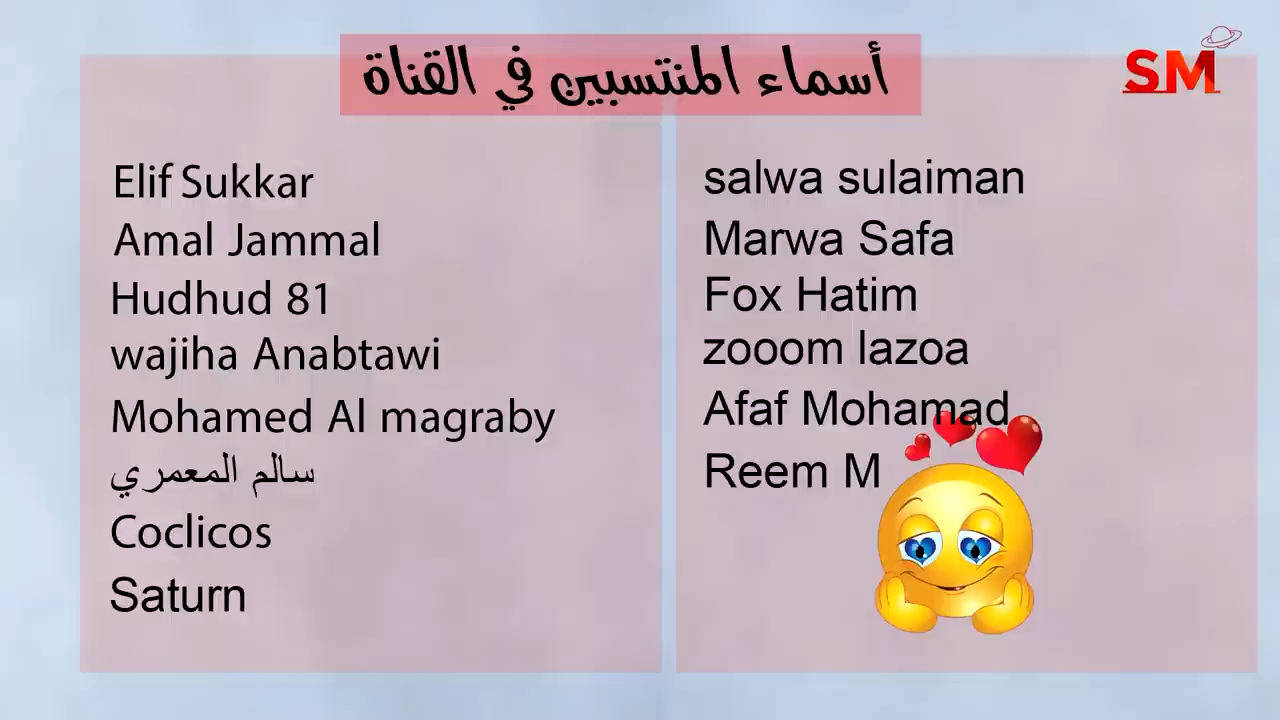 أسماء المنتسبين في القناة
SM
Elif Sukkar
Amal Jammal
Hudhud 81
wajiha Anabtawi
Mohamed Al magraby
سالم المعمري
Coclicos
Saturn
salwa sulaiman
Marwa Safa
Fox Hatim
zooom lazoa
Afaf Mohamad
Reem M